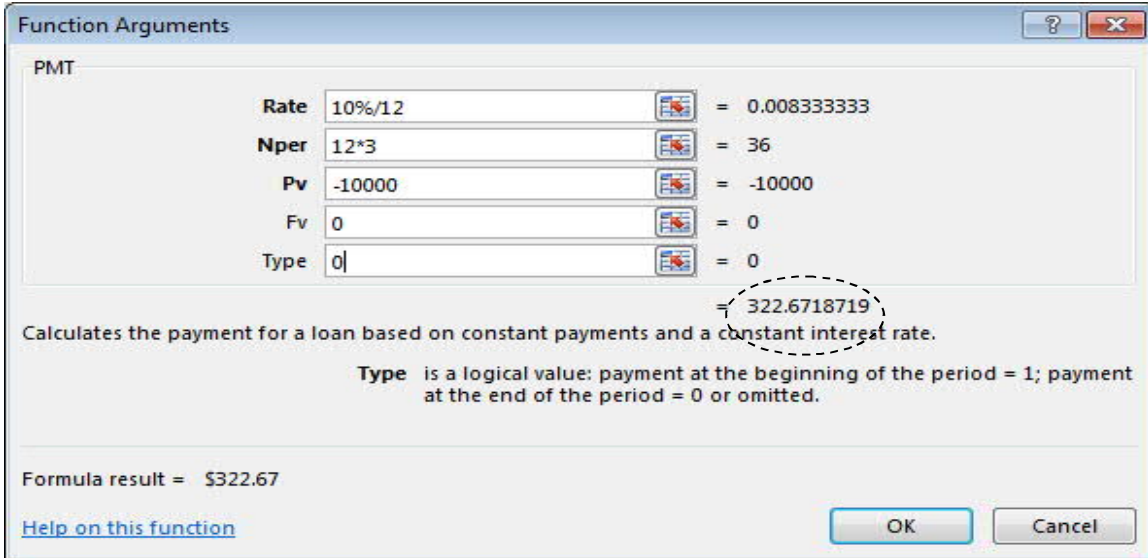 Function Arguments
PMT
Rate 10%/12 = 0.008333333
Nper 12*3 = 36
Pv -10000 = -10000
Fv 0 = 0
Type 0 = 0
= 322.6718719
Calculates the payment for a loan based on constant payments and a constant interest rate.
Type is a logical value: payment at the beginning of the period = 1; payment
at the end of the period = 0 or omitted.
Formula result = $322.67
Help on this function OK Cancel